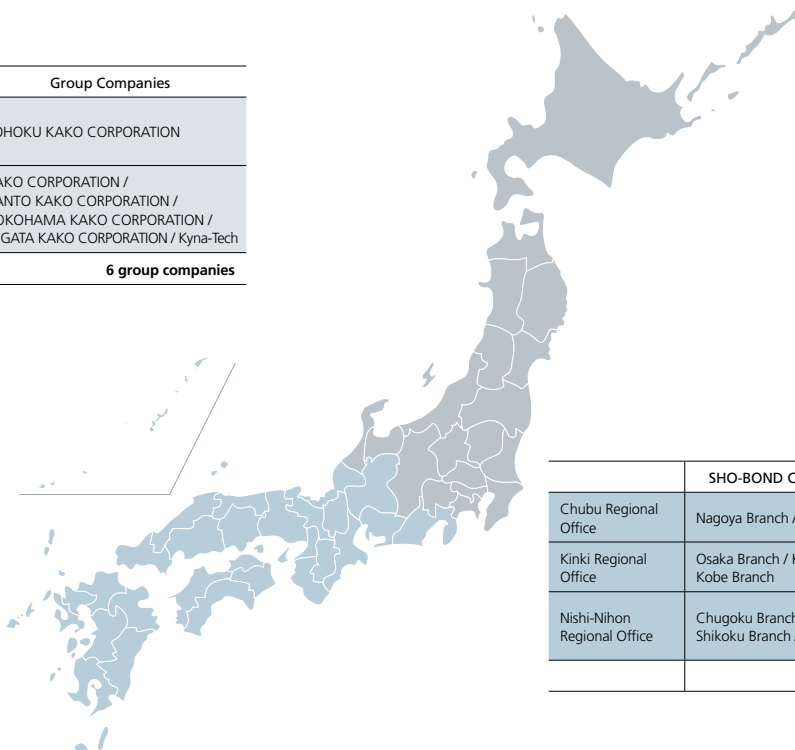 Group Companies
OHOKU KAKO CORPORATION
AKO CORPORATION /
ANTO KAKO CORPORATION /
OKOHAMA KAKO CORPORATION /
GATA KAKO CORPORATION / Kyna-Tech
6 group companies
SHO-BOND C
Chubu Regional
Office
Nagoya Branch /
Kinki Regional
Office
Osaka Branch /
Kobe Branch
Nishi-Nihon
Regional Office
Chugoku Branch
Shikoku Branch